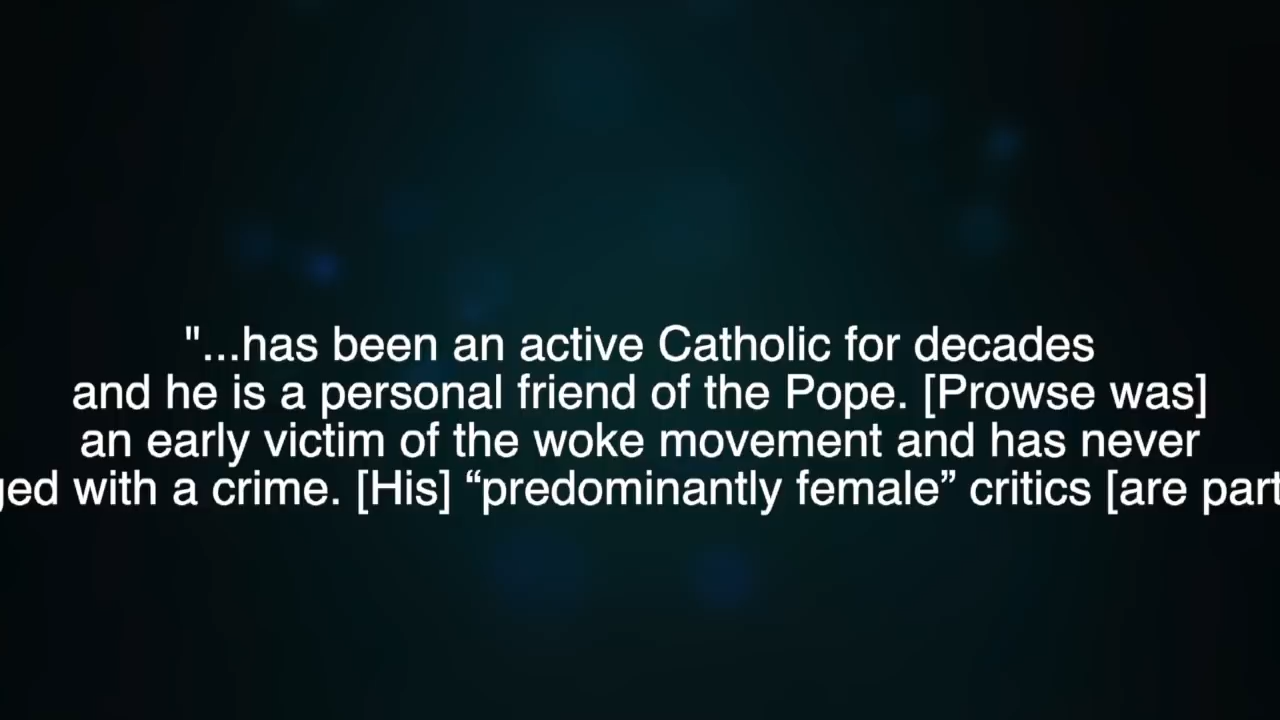 "...has been an active Catholic for decades
and he is a personal friend of the Pope. [Prowse was]
an early victim of the woke movement and has never
ged with a crime. [His] “predominantly female” critics [are part